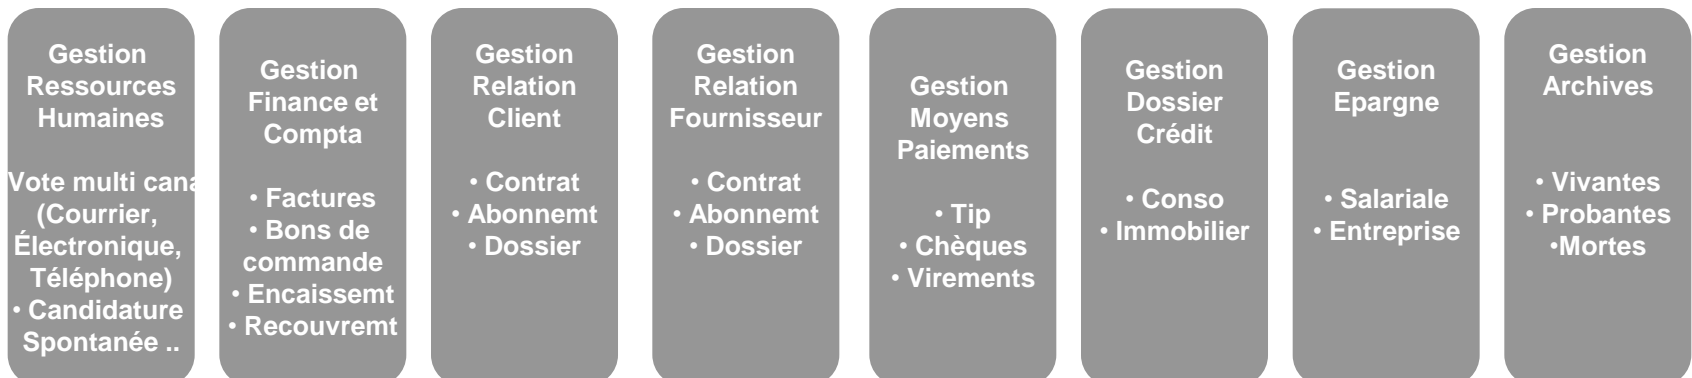 Gestion
Ressources
Humaines
Vote multi cana
(Courrier,
Électronique,
Téléphone)
• Candidature
Spontanée ..
Gestion
Finance et
Compta
• Factures
• Bons de
commande
• Encaissemt
• Recouvremt
Gestion
Relation
Client
• Contrat
• Abonnemt
• Dossier
Gestion
Relation
Fournisseur
• Contrat
• Abonnemt
• Dossier
Gestion
Moyens
Paiements
• Tip
• Chèques
• Virements
Gestion
Dossier
Crédit
• Conso
• Immobilier
Gestion
Epargne
• Salariale
• Entreprise
Gestion
Archives
• Vivantes
• Probantes
•Mortes